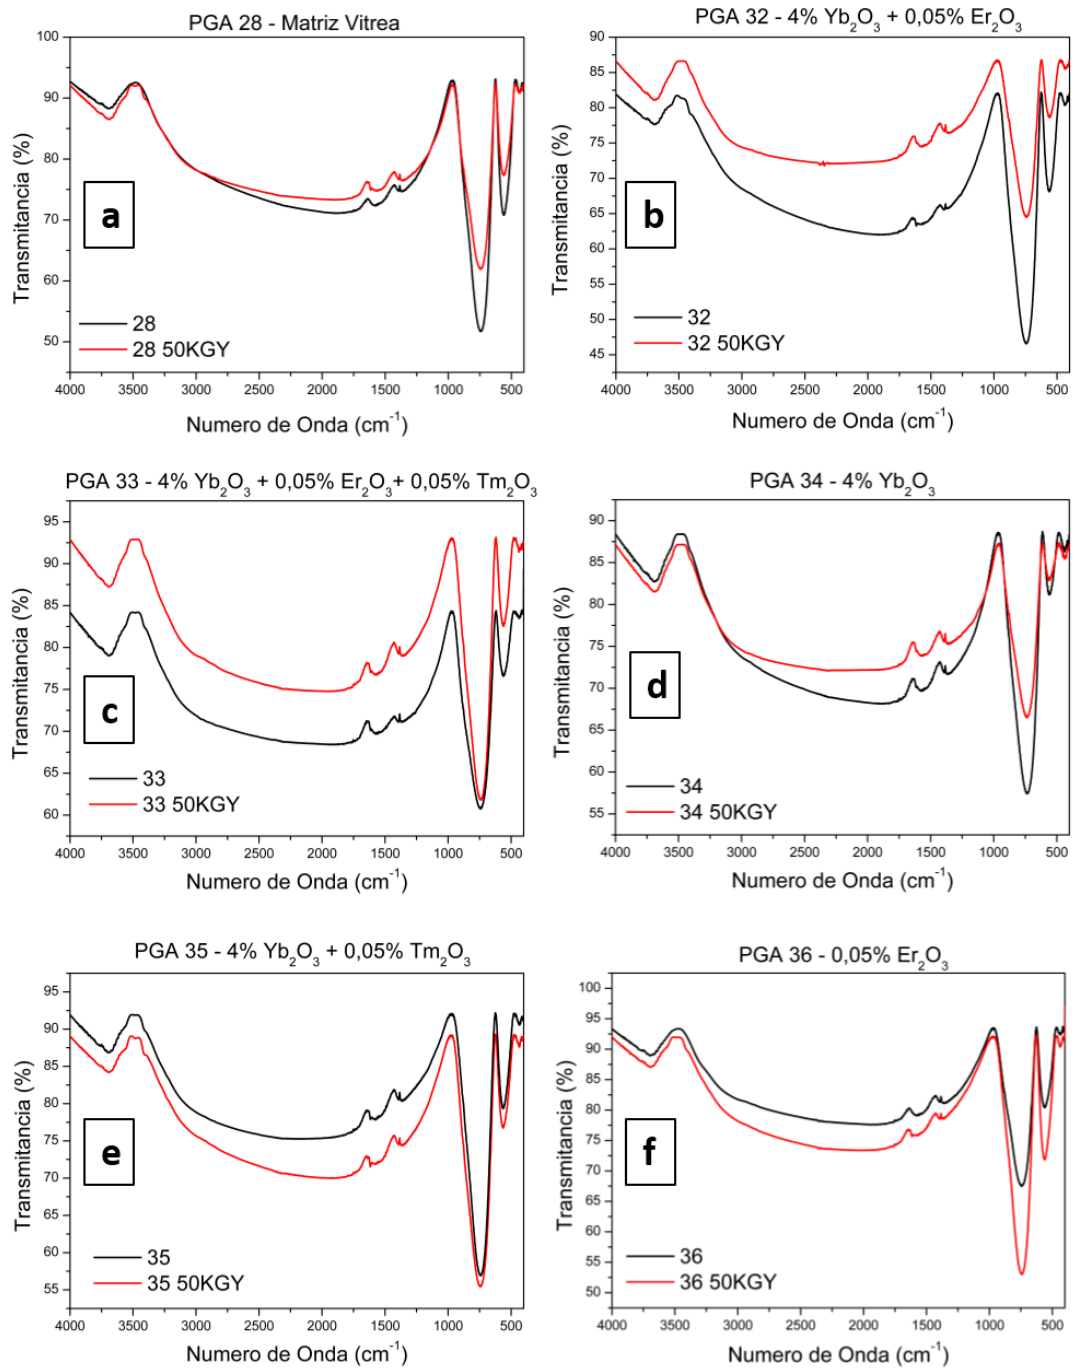 PGA 28 - Matriz Vitrea
100
90
80
70
60
50
Transmitancia (%)
a
28
28 50KGY
4000 3500 3000 2500 2000 1500 1000 500
Numero de Onda (cm⁻¹)
PGA 32 - 4% Yb₂O₃ + 0,05% Er₂O₃
90
85
80
75
70
65
60
55
50
45
Transmitancia (%)
b
32
32 50KGY
4000 3500 3000 2500 2000 1500 1000 500
Numero de Onda (cm⁻¹)
PGA 33 - 4% Yb₂O₃ + 0,05% Er₂O₃ + 0,05% Tm₂O₃
95
90
85
80
75
70
65
60
Transmitancia (%)
c
33
33 50KGY
4000 3500 3000 2500 2000 1500 1000 500
Numero de Onda (cm⁻¹)
PGA 34 - 4% Yb₂O₃
90
85
80
75
70
65
60
55
Transmitancia (%)
d
34
34 50KGY
4000 3500 3000 2500 2000 1500 1000 500
Numero de Onda (cm⁻¹)
PGA 35 - 4% Yb₂O₃ + 0,05% Tm₂O₃
95
90
85
80
75
70
65
60
55
Transmitancia (%)
e
35
35 50KGY
4000 3500 3000 2500 2000 1500 1000 500
Numero de Onda (cm⁻¹)
PGA 36 - 0,05% Er₂O₃
100
95
90
85
80
75
70
65
60
55
50
Transmitancia (%)
f
36
36 50KGY
4000 3500 3000 2500 2000 1500 1000 500
Numero de Onda (cm⁻¹)